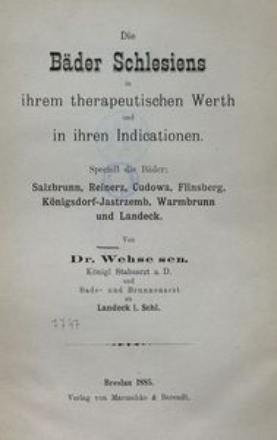 Die
Bäder Schlesiens
in
ihrem therapeutischen Werth
und
in ihren Indicationen.
Speciell die Bäder:
Salzbrunn, Reinerz, Cudowa, Flinsberg,
Königsdorf-Jastrzemb, Warmbrunn
und Landeck.
Von
Dr. Wehse sen.
Königl Stabsarzt a. D.
und
Bade- und Brunnenarzt
zu
Landeck i. Schl.
1747
Breslau 1885.
Verlag von Maruschke & Berendt.